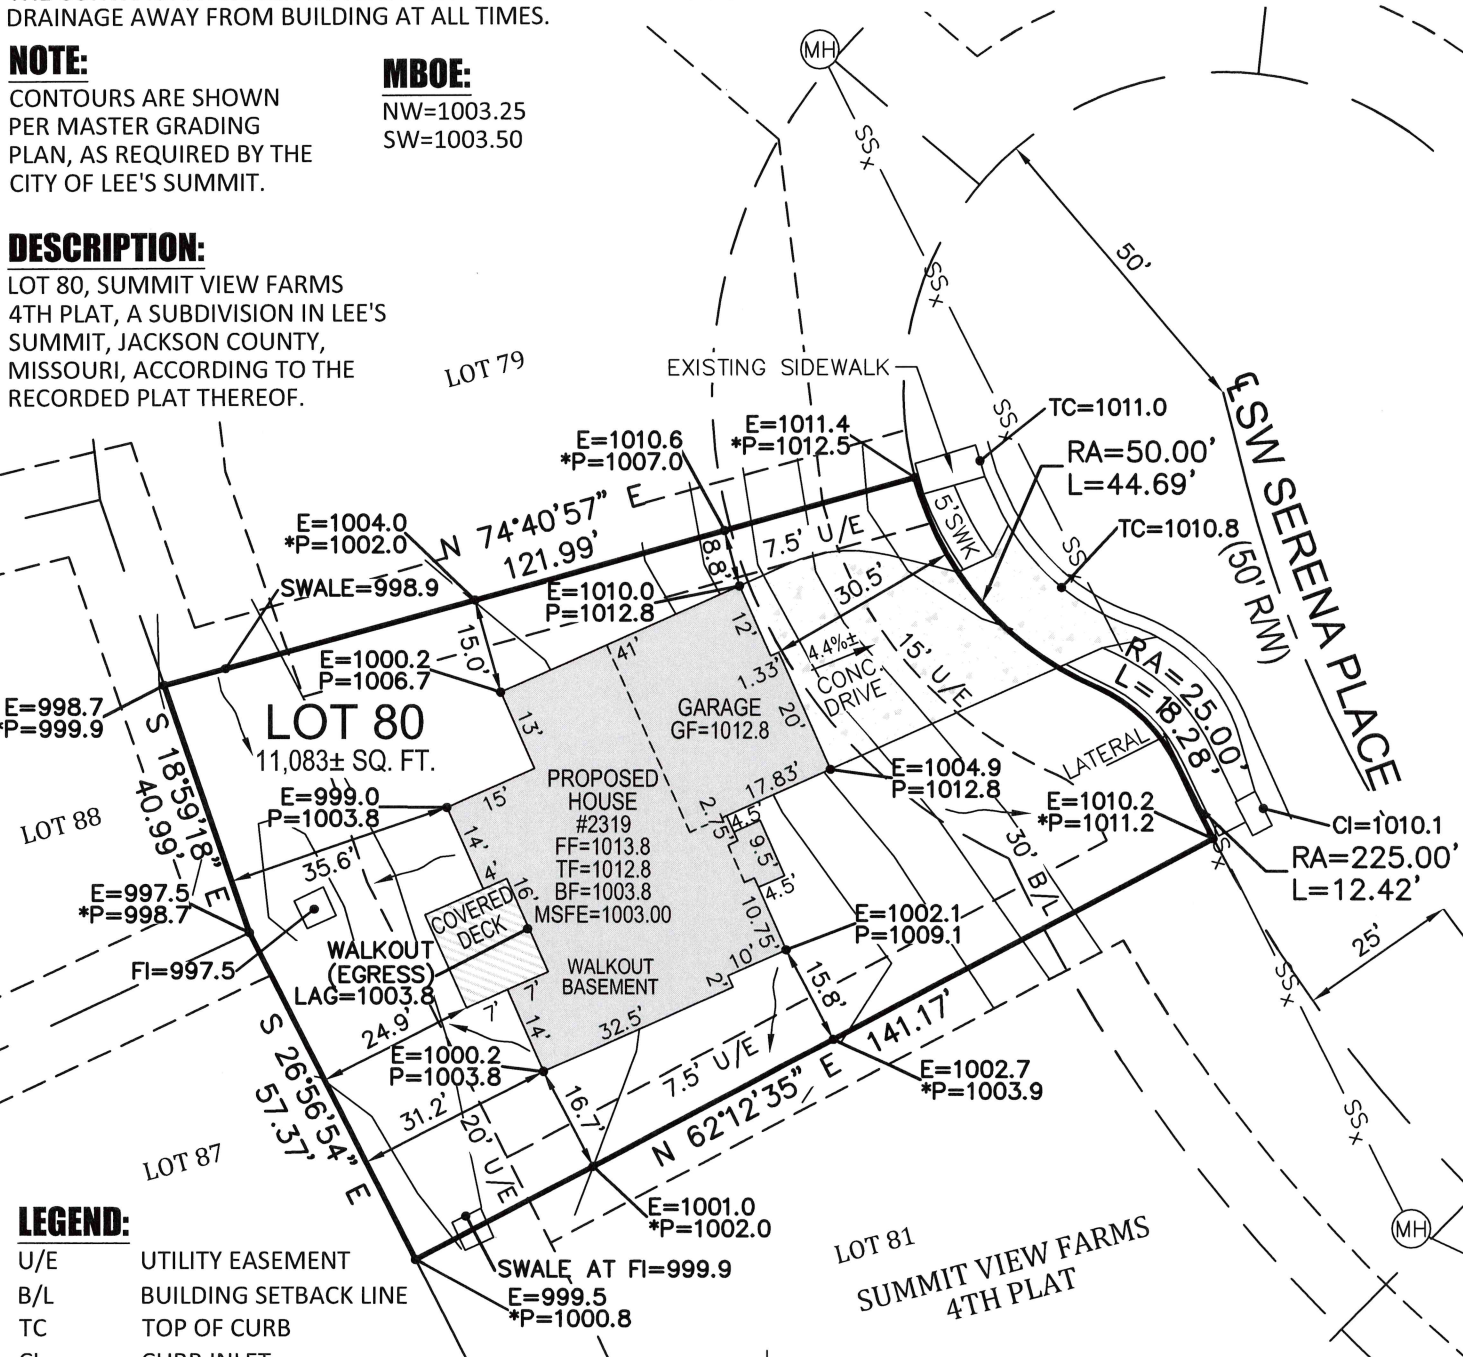 DRAINAGE AWAY FROM BUILDING AT ALL TIMES.
NOTE:
CONTOURS ARE SHOWN
PER MASTER GRADING
PLAN, AS REQUIRED BY THE
CITY OF LEE'S SUMMIT.
MBOE:
NW=1003.25
SW=1003.50
DESCRIPTION:
LOT 80, SUMMIT VIEW FARMS
4TH PLAT, A SUBDIVISION IN LEE'S
SUMMIT, JACKSON COUNTY,
MISSOURI, ACCORDING TO THE
RECORDED PLAT THEREOF.
MH
SS
SS
50'
LOT 79
EXISTING SIDEWALK
℄ SW SERENA PLACE
(50' R/W)
SS
TC=1011.0
RA=50.00'
L=44.69'
E=1011.4
*P=1012.5
E=1010.6
*P=1007.0
5' SWK
TC=1010.8
SS
E=1004.0
*P=1002.0
N 74°40'57" E
121.99'
8.8'
7.5' U/E
SWALE=998.9
E=1010.0
P=1012.8
30.5'
12'
15.0'
41'
4.4%±
CONC.
DRIVE
15' U/E
E=1000.2
P=1006.7
1.33'
RA=25.00'
L=18.28'
E=998.7
*P=999.9
LOT 80
11,083± SQ. FT.
13'
GARAGE
GF=1012.8
20'
LATERAL
S 18°59'18" E
40.99'
PROPOSED
HOUSE
#2319
FF=1013.8
TF=1012.8
BF=1003.8
MSFE=1003.00
E=999.0
P=1003.8
15'
17.83'
E=1004.9
P=1012.8
LOT 88
2.75'
4.5'
9.5'
4.5'
E=1010.2
*P=1011.2
CI=1010.1
RA=225.00'
L=12.42'
SS
30' B/L
35.6'
14'
4'
16'
COVERED
DECK
E=997.5
*P=998.7
10.75'
E=1002.1
P=1009.1
25'
FI=997.5
WALKOUT
(EGRESS)
LAG=1003.8
WALKOUT
BASEMENT
10'
2'
15.8'
SS
24.9'
7'
7'
14'
32.5'
S 26°56'54" E
57.37'
E=1000.2
P=1003.8
7.5' U/E
N 62°12'35" E 141.17'
E=1002.7
*P=1003.9
31.2'
20' U/E
16.7'
SS
LOT 87
E=1001.0
*P=1002.0
MH
LOT 81
SUMMIT VIEW FARMS
4TH PLAT
SWALE AT FI=999.9
E=999.5
*P=1000.8
LEGEND:
U/E UTILITY EASEMENT
B/L BUILDING SETBACK LINE
TC TOP OF CURB
CI CURB INLET